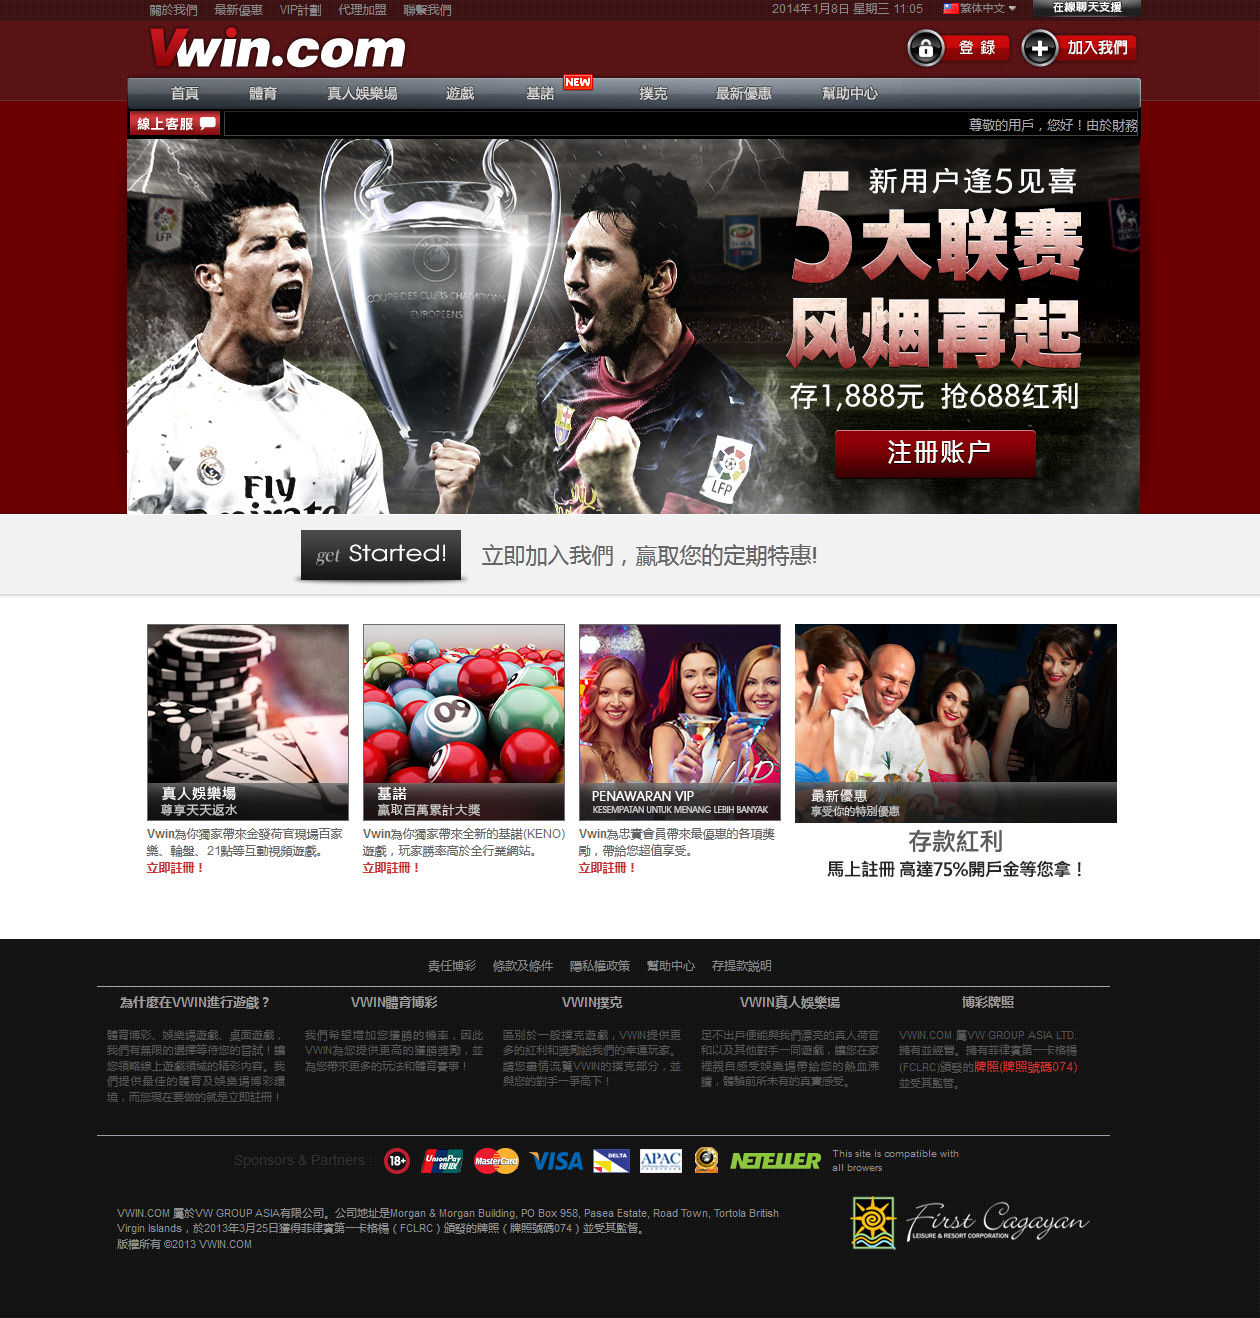 關於我們 最新優惠 VIP計劃 代理加盟 聯繫我們
2014年1月8日 星期三 11:05 繁体中文 在線聊天支援
Vwin.com
登 錄 加入我們
首頁 體育 真人娛樂場 遊戲 基諾 NEW 撲克 最新優惠 幫助中心
線上客服 尊敬的用戶，您好！由於財務
新用户逢5见喜
5大联赛
风烟再起
存1,888元 抢688红利
注册账户
LFP
COUPE DES CLUBS CHAMPIONS
EUROPEENS
LFP
Fly
get Started! 立即加入我們，贏取您的定期特惠!
真人娛樂場
尊享天天返水
Vwin為你獨家帶來全發荷官現場百家
樂、輪盤、21點等互動視頻遊戲。
立即註冊！
基諾
贏取百萬累計大獎
Vwin為你獨家帶來全新的基諾(KENO)
遊戲，玩家勝率高於全行業網站。
立即註冊！
VIP
PENAWARAN VIP
KESEMPATAN UNTUK MENANG LEBIH BANYAK
Vwin為忠實會員帶來最優惠的各項獎
勵，帶給您超值享受。
立即註冊！
最新優惠
享受你的特別優惠
存款紅利
馬上註冊 高達75%開戶金等您拿！
責任博彩 條款及條件 隱私權政策 幫助中心 存提款説明
為什麼在VWIN進行遊戲？
體育博彩、娛樂場遊戲、桌面遊戲，
我們有無限的選擇等待您的嘗試！讓
您領略線上遊戲領域的精彩内容。我
們提供最佳的體育及娛樂場博彩環
境，而您現在要做的就是立即註冊！
VWIN體育博彩
我們希望增加您獲勝的機率，因此
VWIN為您提供更高的獲勝獎勵，並
為您帶來更多的玩法和體育賽事！
VWIN撲克
區別於一般撲克遊戲，VWIN提供更
多的紅利和獎勵給我們的幸運玩家。
請您盡情流覽VWIN的撲克部分，並
與您的對手一爭高下！
VWIN真人娛樂場
足不出戶便能與我們漂亮的真人荷官
和以及其他對手一同遊戲，讓您在家
裡親自感受娛樂場帶給您的熱血沸
騰，體驗前所未有的真實感受。
博彩牌照
VWIN.COM 屬VW GROUP ASIA LTD.
擁有並經營。擁有菲律賓第一卡格楊
(FCLRC)頒發的牌照(牌照號碼074)
並受其監管。
Sponsors & Partners 18+ UnionPay 银联 MasterCard VISA DELTA APAC NETELLER This site is compatible with
all browers
VWIN.COM 屬於VW GROUP ASIA有限公司。公司地址是Morgan & Morgan Building, PO Box 958, Pasea Estate, Road Town, Tortola British
Virgin Islands，於2013年3月25日獲得菲律賓第一卡格楊（FCLRC）頒發的牌照（牌照號碼074）並受其監督。
版權所有 ©2013 VWIN.COM
First Cagayan
LEISURE & RESORT CORPORATION